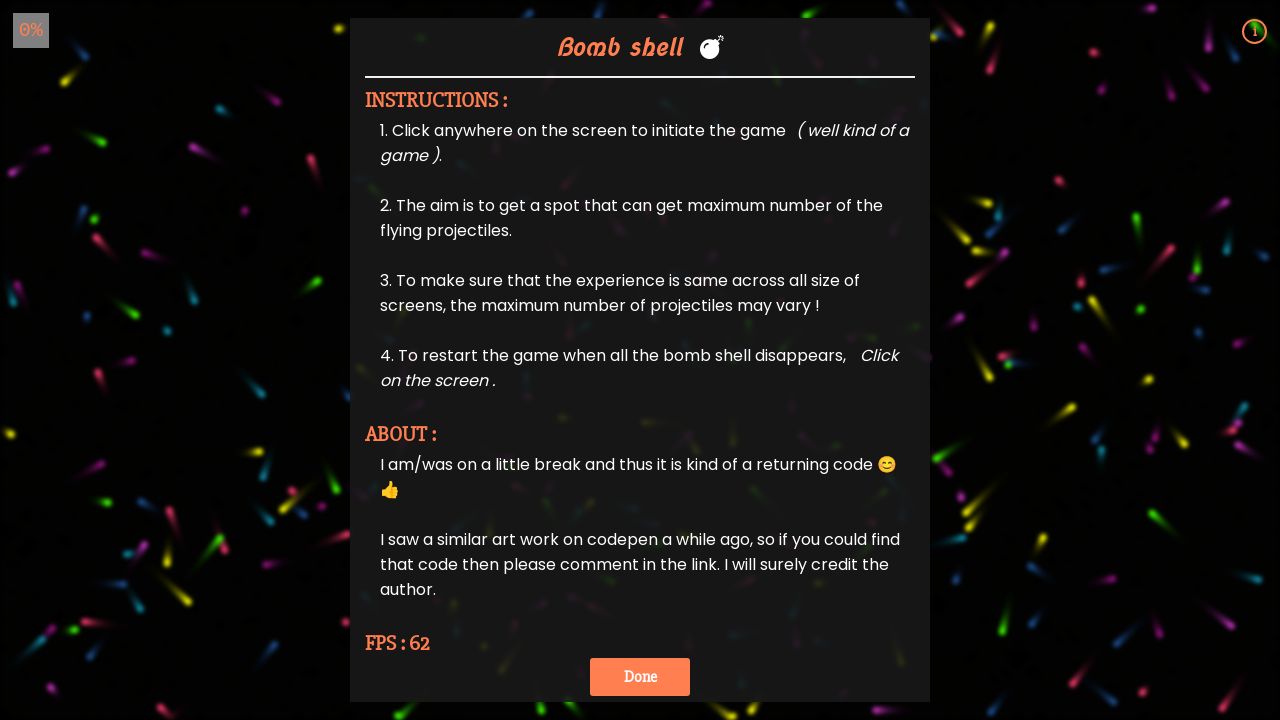 0%
Bomb shell 💣
i
INSTRUCTIONS :
1. Click anywhere on the screen to initiate the game ( well kind of a
game ).
2. The aim is to get a spot that can get maximum number of the
flying projectiles.
3. To make sure that the experience is same across all size of
screens, the maximum number of projectiles may vary !
4. To restart the game when all the bomb shell disappears, Click
on the screen .
ABOUT :
I am/was on a little break and thus it is kind of a returning code 😊
👍
I saw a similar art work on codepen a while ago, so if you could find
that code then please comment in the link. I will surely credit the
author.
FPS : 62
Done